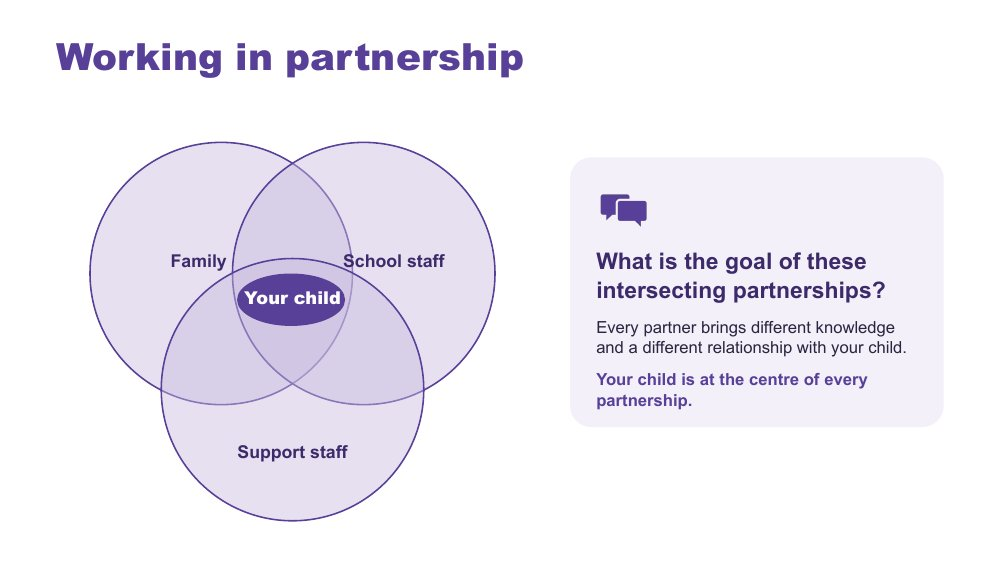 Working in partnership
Family
School staff
Your child
Support staff
What is the goal of these
intersecting partnerships?
Every partner brings different knowledge
and a different relationship with your child.
Your child is at the centre of every
partnership.